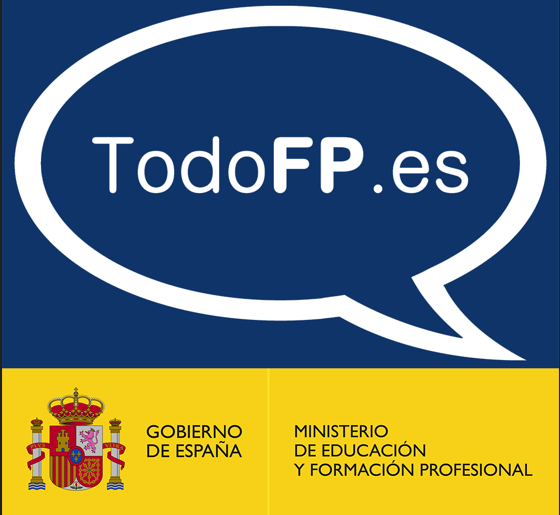 TodoFP.es
GOBIERNO
DE ESPAÑA
MINISTERIO
DE EDUCACIÓN
Y FORMACIÓN PROFESIONAL